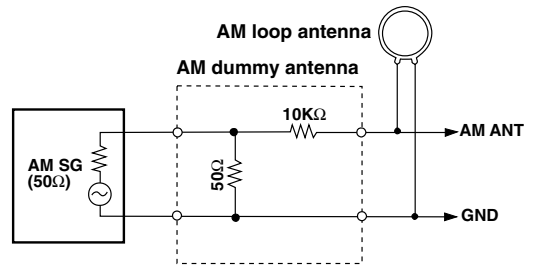 AM loop antenna
AM dummy antenna
10KΩ
AM ANT
AM SG
(50Ω)
50Ω
GND